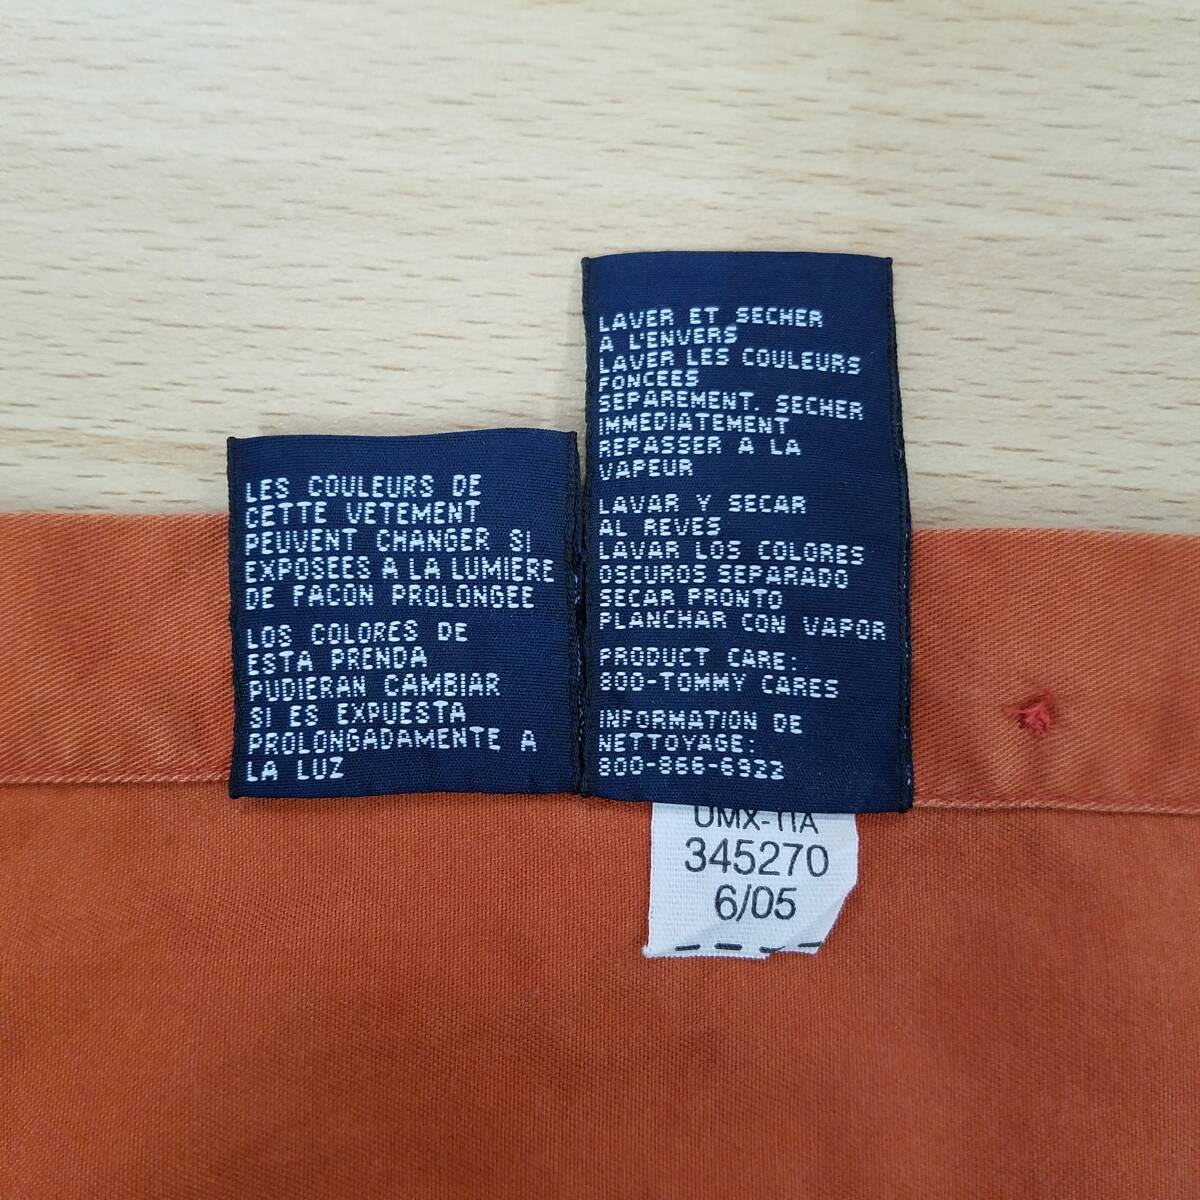 LES COULEURS DE
CETTE VETEMENT
PEUVENT CHANGER SI
EXPOSEES A LA LUMIERE
DE FACON PROLONGEE
LOS COLORES DE
ESTA PRENDA
PUDIERAN CAMBIAR
SI ES EXPUESTA
PROLONGADAMENTE A
LA LUZ
LAVER ET SECHER
A L'ENVERS
LAVER LES COULEURS
FONCEES
SEPAREMENT. SECHER
IMMEDIATEMENT
REPASSER A LA
VAPEUR
LAVAR Y SECAR
AL REVES
LAVAR LOS COLORES
OSCUROS SEPARADO
SECAR PRONTO
PLANCHAR CON VAPOR
PRODUCT CARE:
800-TOMMY CARES
INFORMATION DE
NETTOYAGE:
800-866-6922
345270
6/05